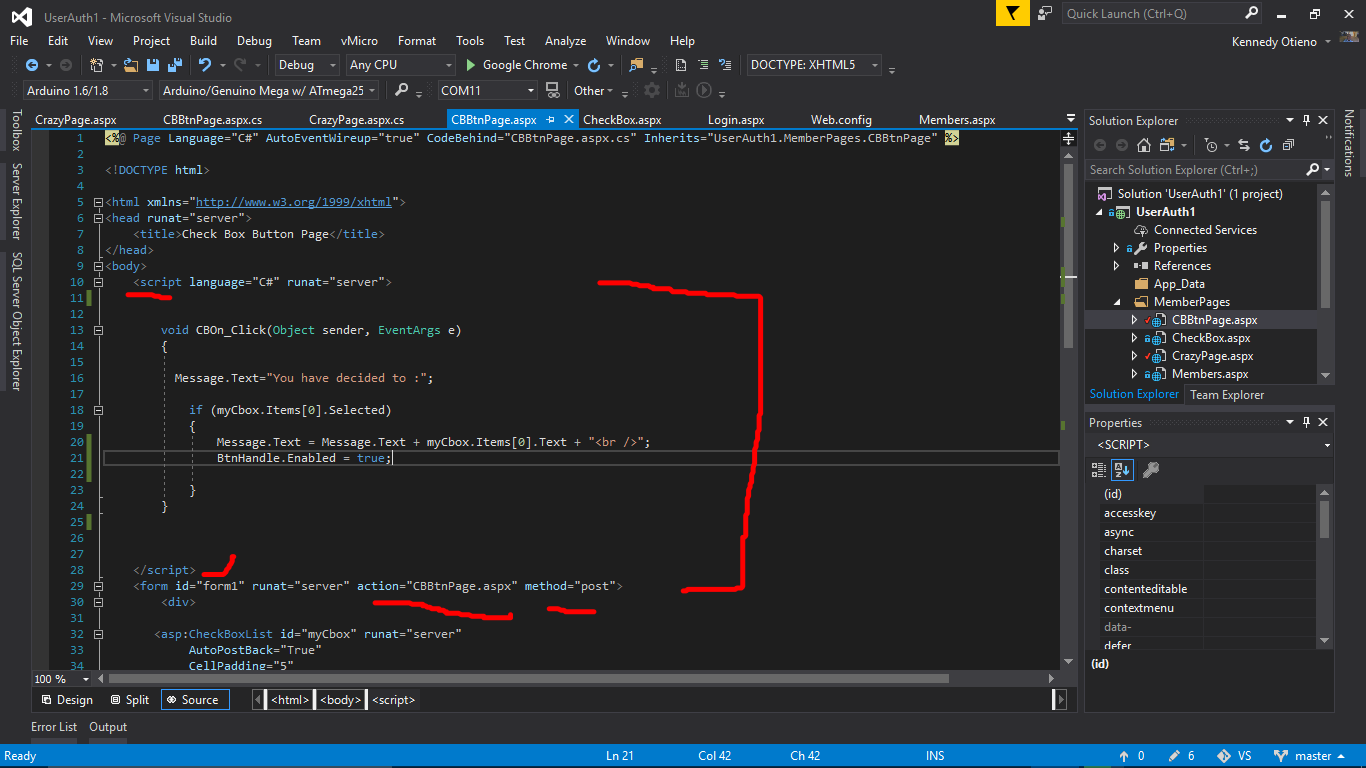 UserAuth1 - Microsoft Visual Studio
Quick Launch (Ctrl+Q)
File Edit View Project Build Debug Team vMicro Format Tools Test Analyze Window Help
Kennedy Otieno
Debug Any CPU Google Chrome DOCTYPE: XHTML5
Arduino 1.6/1.8 Arduino/Genuino Mega w/ ATmega25 COM11 Other
CrazyPage.aspx CBBtnPage.aspx.cs CrazyPage.aspx.cs CBBtnPage.aspx CheckBox.aspx Login.aspx Web.config Members.aspx
Toolbox
Server Explorer
SQL Server Object Explorer
1 <%@ Page Language="C#" AutoEventWireup="true" CodeBehind="CBBtnPage.aspx.cs" Inherits="UserAuth1.MemberPages.CBBtnPage" %>
2
3 <!DOCTYPE html>
4
5 <html xmlns="http://www.w3.org/1999/xhtml">
6 <head runat="server">
7 <title>Check Box Button Page</title>
8 </head>
9 <body>
10 <script language="C#" runat="server">
11
12
13 void CBOn_Click(Object sender, EventArgs e)
14 {
15
16 Message.Text="You have decided to :";
17
18 if (myCbox.Items[0].Selected)
19 {
20 Message.Text = Message.Text + myCbox.Items[0].Text + "<br />";
21 BtnHandle.Enabled = true;
22
23 }
24 }
25
26
27
28 </script>
29 <form id="form1" runat="server" action="CBBtnPage.aspx" method="post">
30 <div>
31
32 <asp:CheckBoxList id="myCbox" runat="server"
33 AutoPostBack="True"
34 CellPadding="5"
100 %
Design Split Source <html> <body> <script>
Error List Output
Solution Explorer
Search Solution Explorer (Ctrl+;)
Solution 'UserAuth1' (1 project)
UserAuth1
Connected Services
Properties
References
App_Data
MemberPages
CBBtnPage.aspx
CheckBox.aspx
CrazyPage.aspx
Members.aspx
Solution Explorer Team Explorer
Properties
<SCRIPT>
(id)
accesskey
async
charset
class
contenteditable
contextmenu
data-
defer
(id)
Notifications
Ready Ln 21 Col 42 Ch 42 INS 0 6 VS master